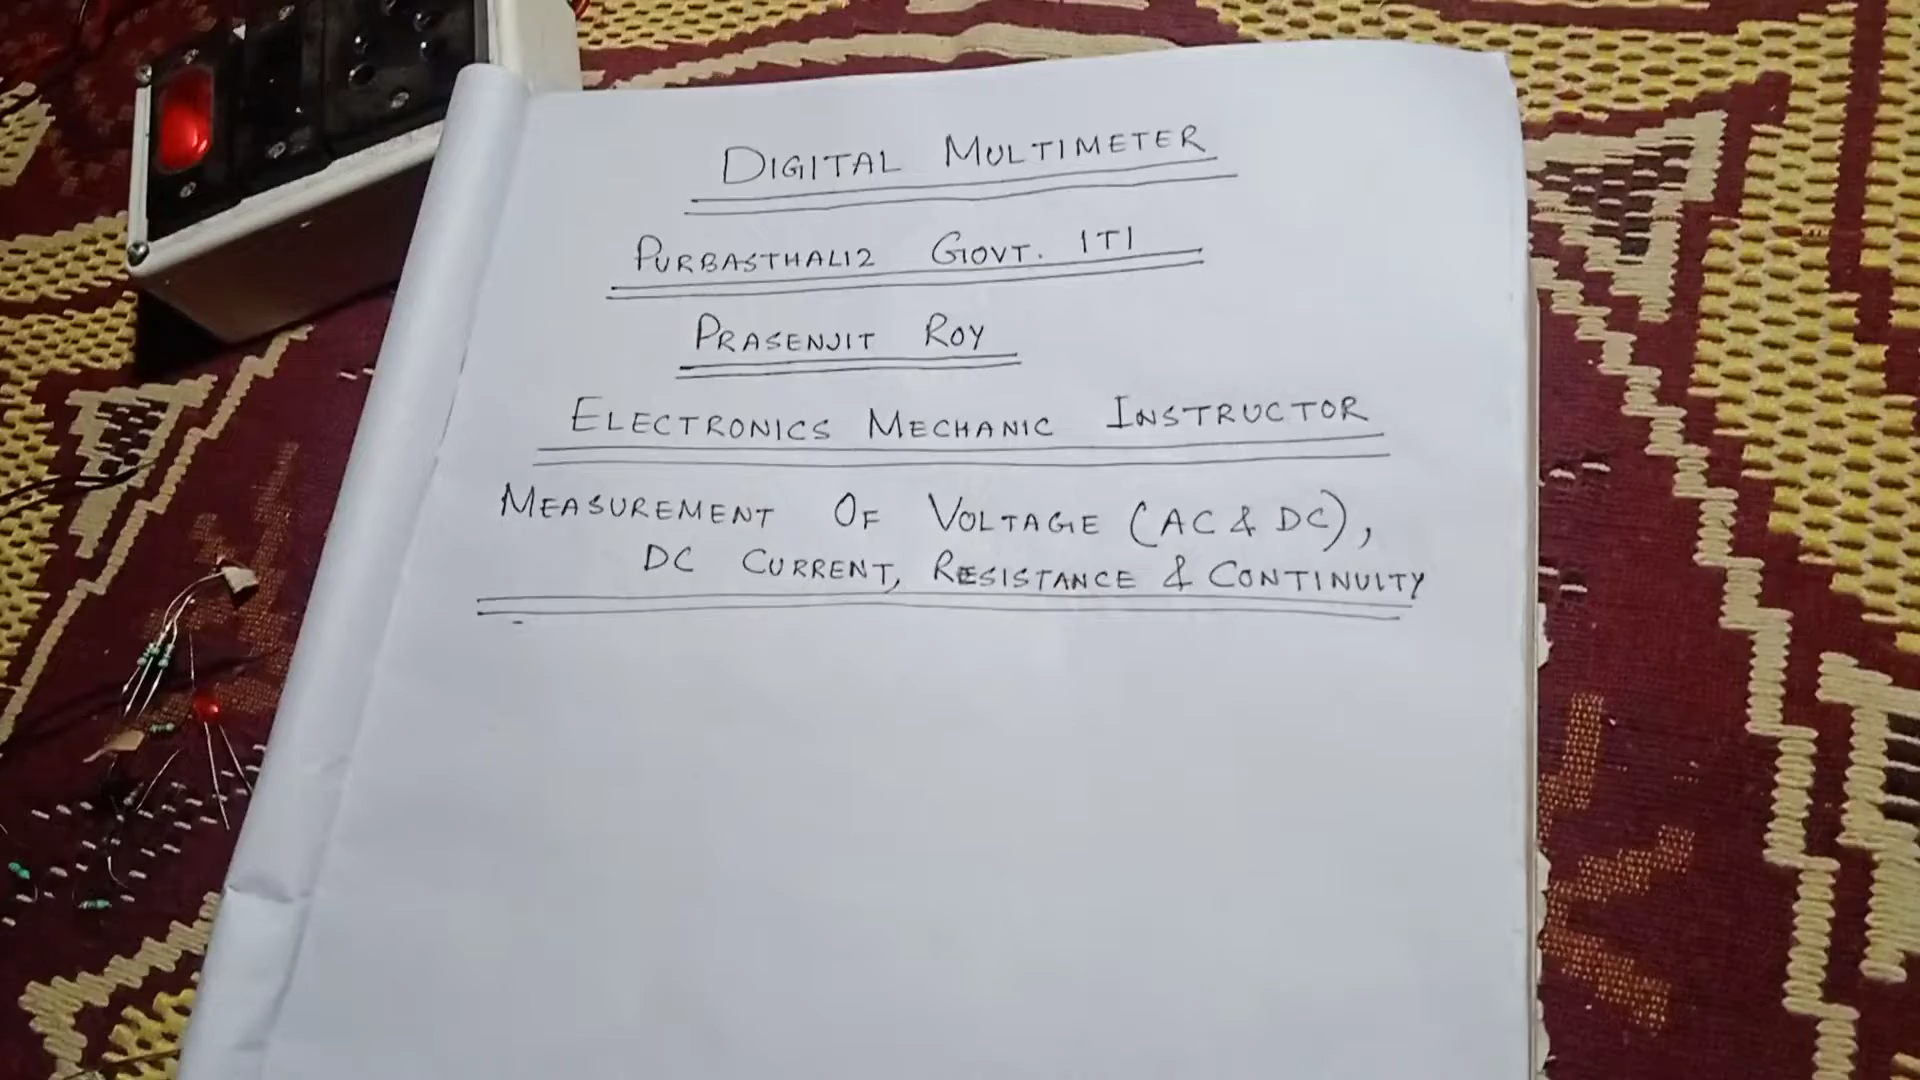 DIGITAL MULTIMETER
PURBASTHALI2 GOVT. ITI
PRASENJIT ROY
ELECTRONICS MECHANIC INSTRUCTOR
MEASUREMENT OF VOLTAGE (AC & DC),
DC CURRENT, RESISTANCE & CONTINUITY